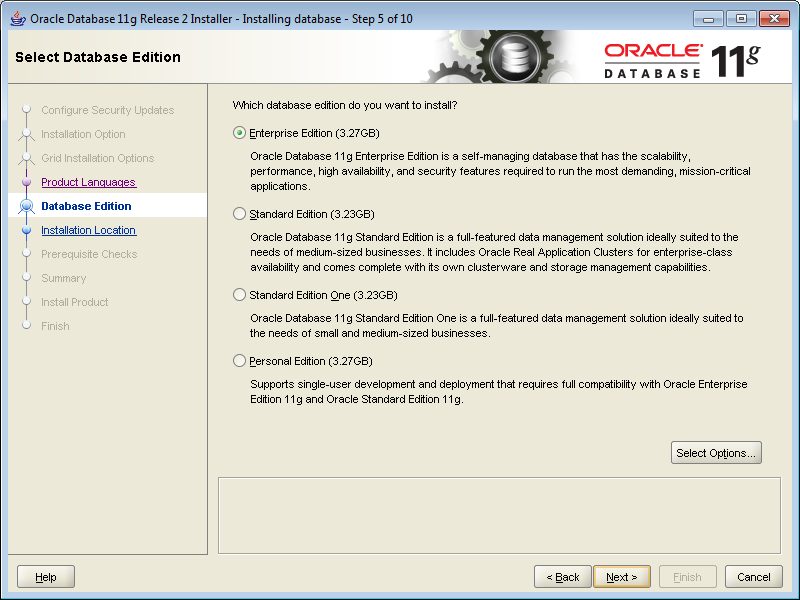 Oracle Database 11g Release 2 Installer - Installing database - Step 5 of 10
Select Database Edition
ORACLE®
DATABASE 11g
Configure Security Updates
Installation Option
Grid Installation Options
Product Languages
Database Edition
Installation Location
Prerequisite Checks
Summary
Install Product
Finish
Which database edition do you want to install?
Enterprise Edition (3.27GB)
Oracle Database 11g Enterprise Edition is a self-managing database that has the scalability,
performance, high availability, and security features required to run the most demanding, mission-critical
applications.
Standard Edition (3.23GB)
Oracle Database 11g Standard Edition is a full-featured data management solution ideally suited to the
needs of medium-sized businesses. It includes Oracle Real Application Clusters for enterprise-class
availability and comes complete with its own clusterware and storage management capabilities.
Standard Edition One (3.23GB)
Oracle Database 11g Standard Edition One is a full-featured data management solution ideally suited to
the needs of small and medium-sized businesses.
Personal Edition (3.27GB)
Supports single-user development and deployment that requires full compatibility with Oracle Enterprise
Edition 11g and Oracle Standard Edition 11g.
Select Options...
Help
< Back
Next >
Finish
Cancel